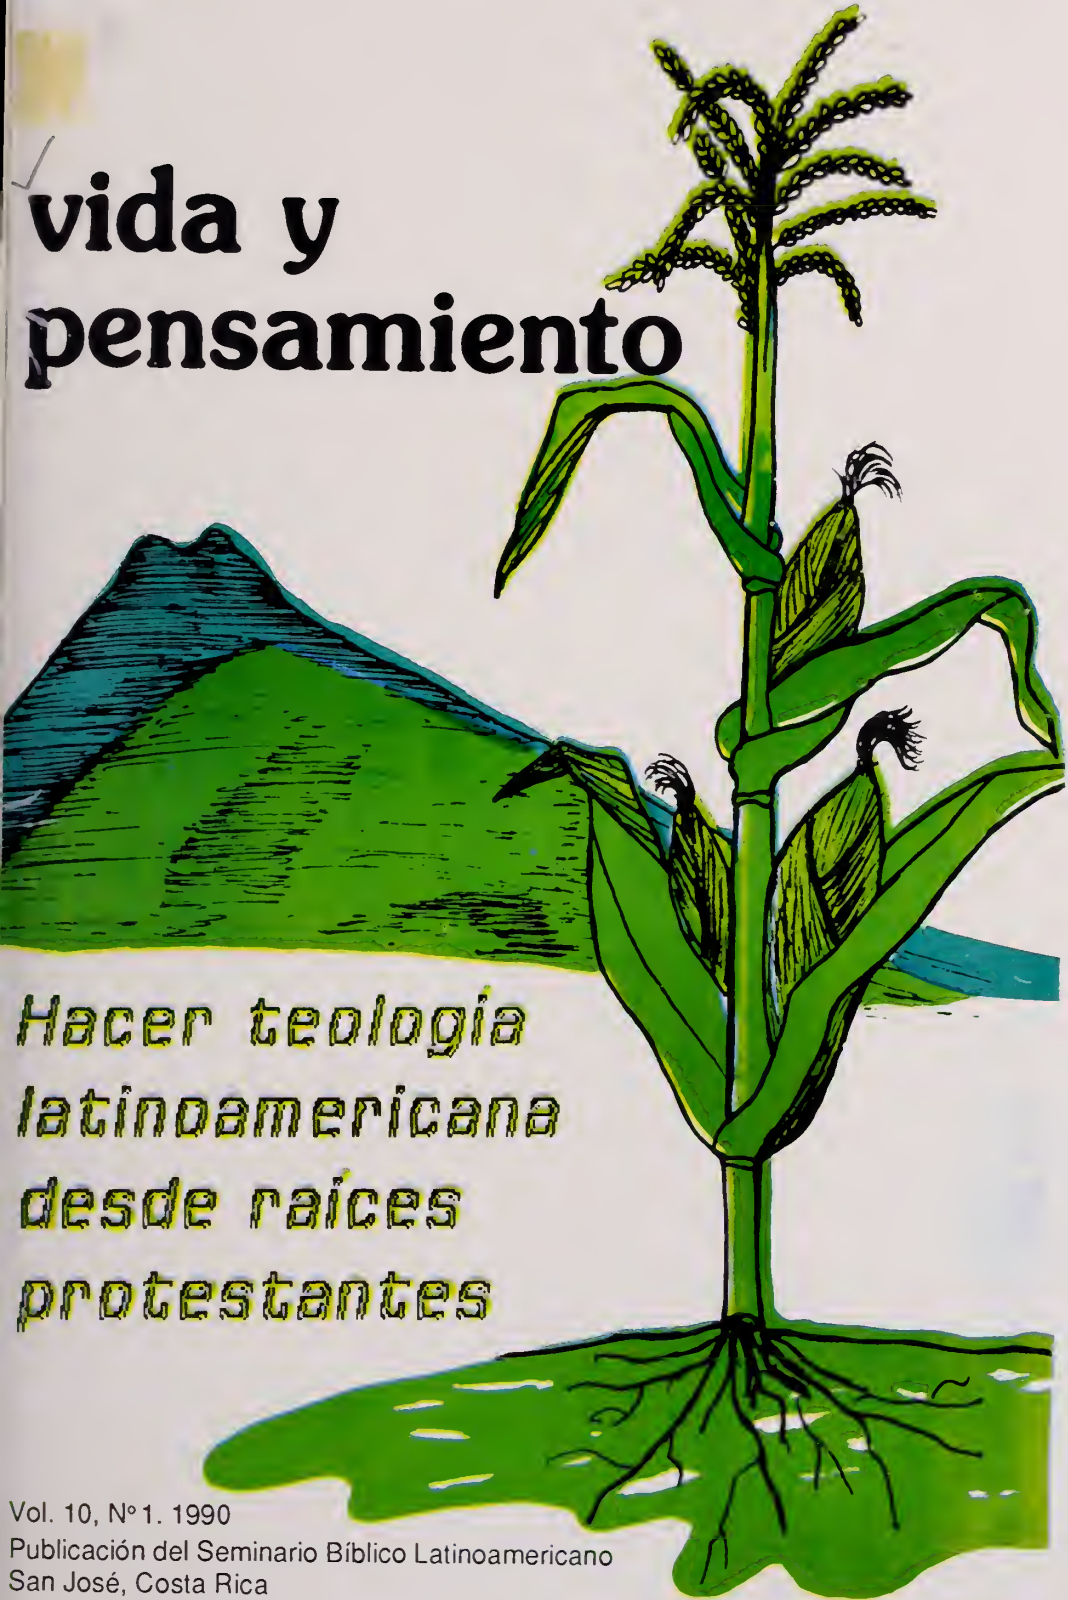 vida y
pensamiento
Hacer teología
latinoamericana
desde raíces
protestantes
Vol. 10, Nº 1. 1990
Publicación del Seminario Bíblico Latinoamericano
San José, Costa Rica